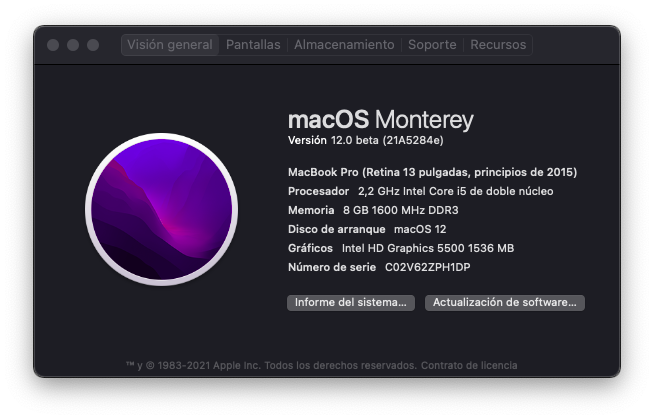 Visión general Pantallas Almacenamiento Soporte Recursos
macOS Monterey
Versión 12.0 beta (21A5284e)
MacBook Pro (Retina 13 pulgadas, principios de 2015)
Procesador 2,2 GHz Intel Core i5 de doble núcleo
Memoria 8 GB 1600 MHz DDR3
Disco de arranque macOS 12
Gráficos Intel HD Graphics 5500 1536 MB
Número de serie C02V62ZPH1DP
Informe del sistema... Actualización de software...
™ y © 1983-2021 Apple Inc. Todos los derechos reservados. Contrato de licencia